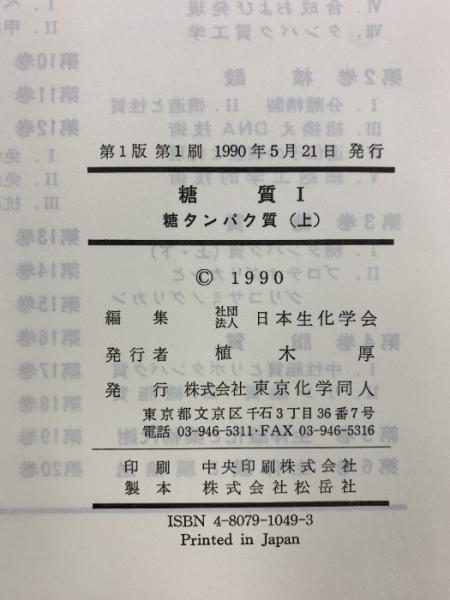 第1版 第1刷 1990年5月21日 発行
糖 質 I
糖タンパク質(上)
© 1990
編 集 社団法人 日本生化学会
発行者 植 木 厚
発 行 株式会社 東京化学同人
東京都文京区千石3丁目36番7号
電話 03-946-5311・FAX 03-946-5316
印 刷 中央印刷株式会社
製 本 株式会社松岳社
ISBN 4-8079-1049-3
Printed in Japan